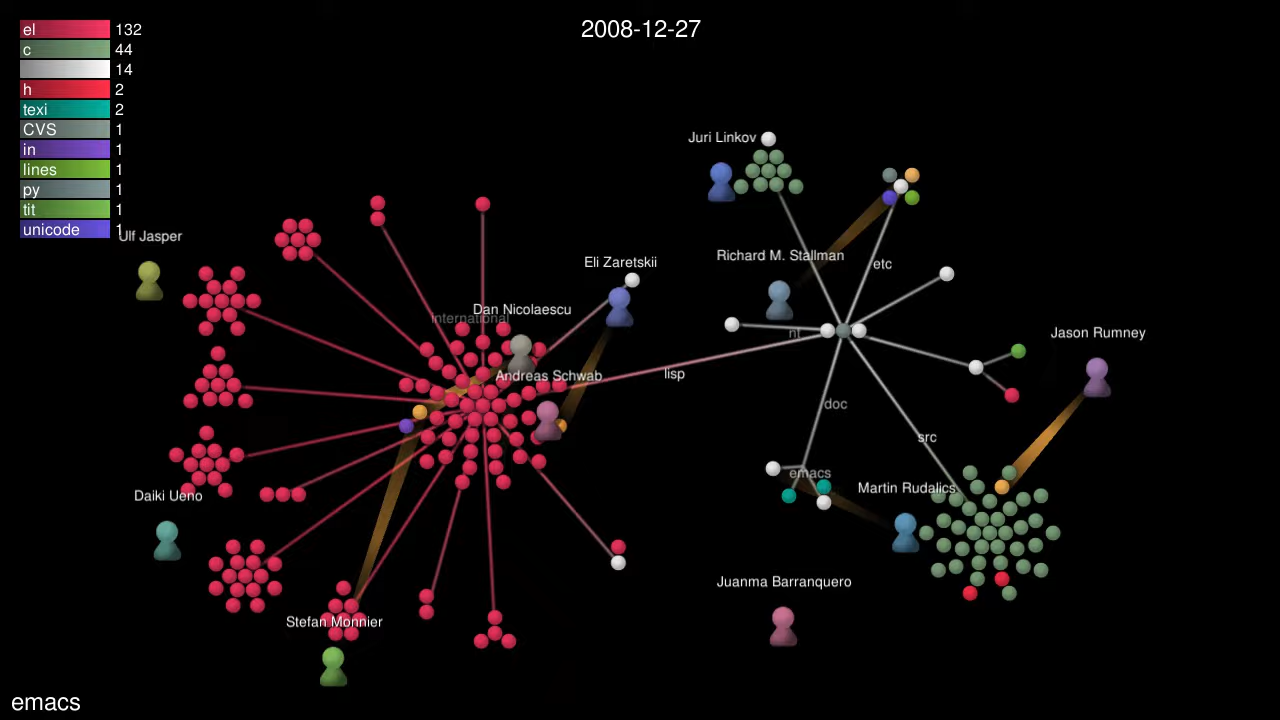 2008-12-27
el 132
c 44
14
h 2
texi 2
CVS 1
in 1
lines 1
py 1
tit 1
unicode 1
Ulf Jasper
Juri Linkov
Richard M. Stallman
etc
Eli Zaretskii
Dan Nicolaescu
international
nt
Jason Rumney
Andreas Schwab
lisp
doc
src
emacs
Martin Rudalics
Daiki Ueno
Juanma Barranquero
Stefan Monnier
emacs